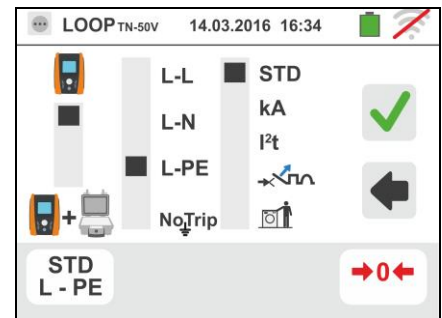 LOOP TN-50V 14.03.2016 16:34
L-L STD
L-N kA
I²t
L-PE
NoTrip
STD
L - PE
→0←